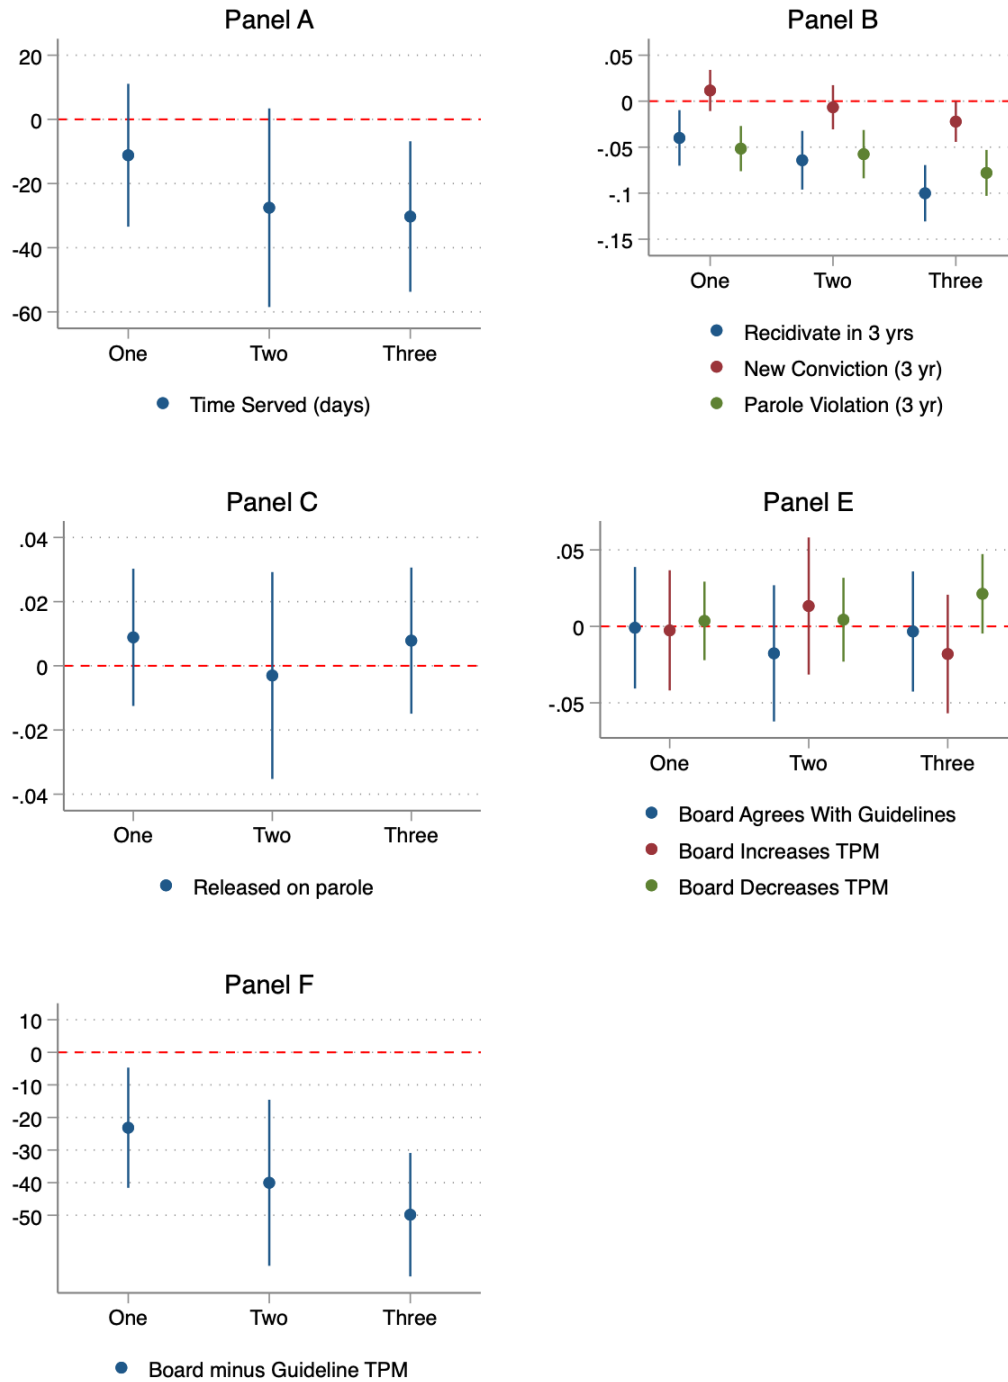 Panel A
20
0
-20
-40
-60
One Two Three
Time Served (days)
Panel B
.05
0
-.05
-.1
-.15
One Two Three
Recidivate in 3 yrs
New Conviction (3 yr)
Parole Violation (3 yr)
Panel C
.04
.02
0
-.02
-.04
One Two Three
Released on parole
Panel E
.05
0
-.05
One Two Three
Board Agrees With Guidelines
Board Increases TPM
Board Decreases TPM
Panel F
10
0
-10
-20
-30
-40
-50
One Two Three
Board minus Guideline TPM